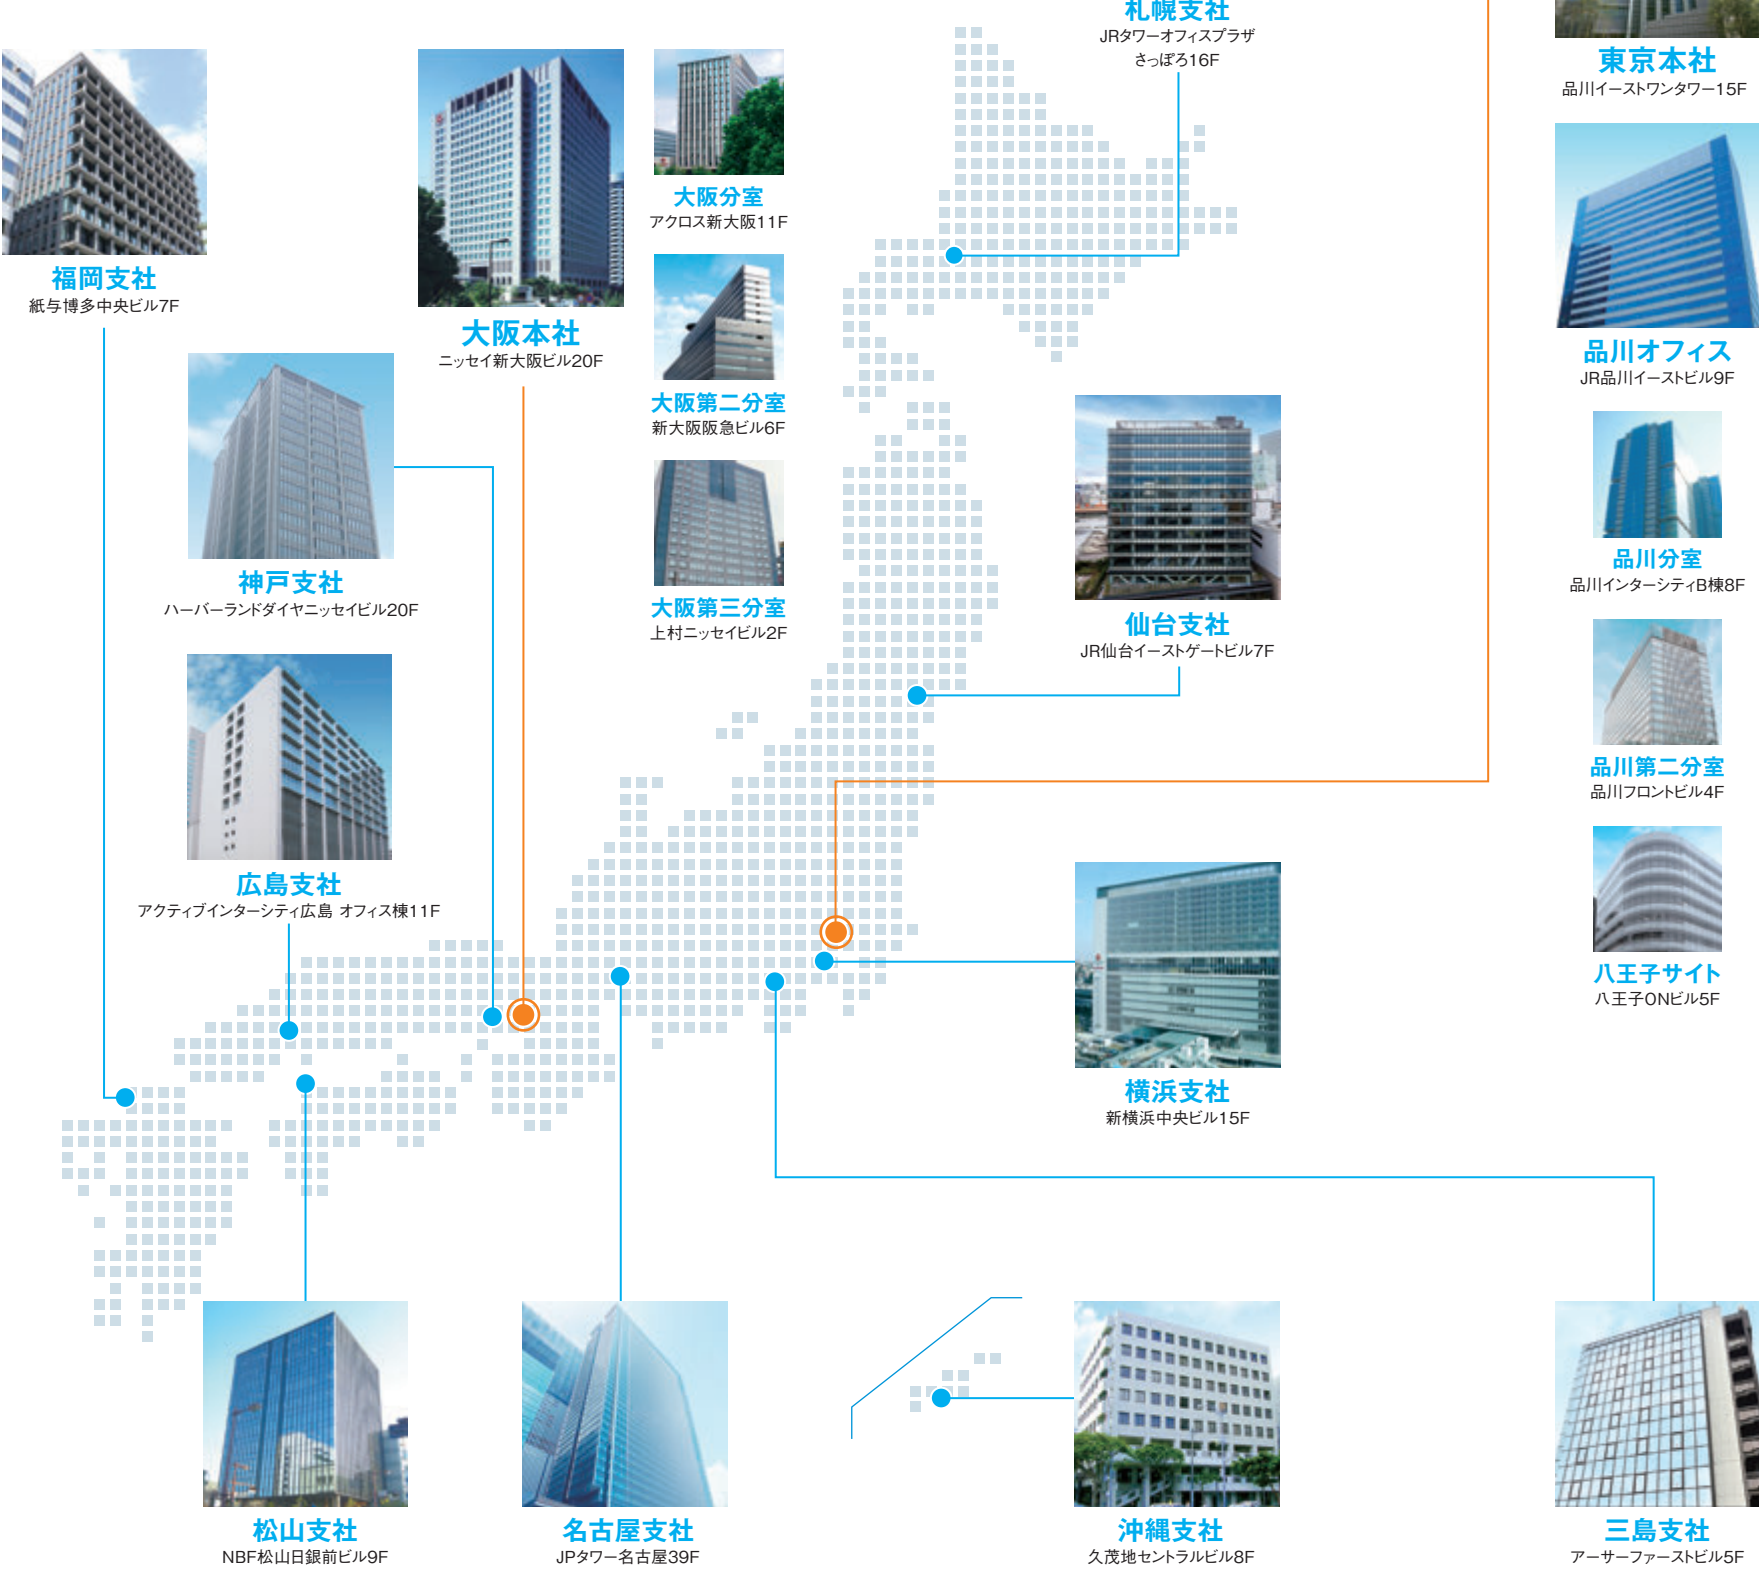 札幌支社
JRタワーオフィスプラザ
さっぽろ16F
東京本社
品川イーストワンタワー15F
福岡支社
紙与博多中央ビル7F
大阪本社
ニッセイ新大阪ビル20F
大阪分室
アクロス新大阪11F
大阪第二分室
新大阪阪急ビル6F
大阪第三分室
上村ニッセイビル2F
品川オフィス
JR品川イーストビル9F
品川分室
品川インターシティB棟8F
品川第二分室
品川フロントビル4F
八王子サイト
八王子ONビル5F
神戸支社
ハーバーランドダイヤニッセイビル20F
仙台支社
JR仙台イーストゲートビル7F
広島支社
アクティブインターシティ広島 オフィス棟11F
横浜支社
新横浜中央ビル15F
松山支社
NBF松山日銀前ビル9F
名古屋支社
JPタワー名古屋39F
沖縄支社
久茂地セントラルビル8F
三島支社
アーサーファーストビル5F